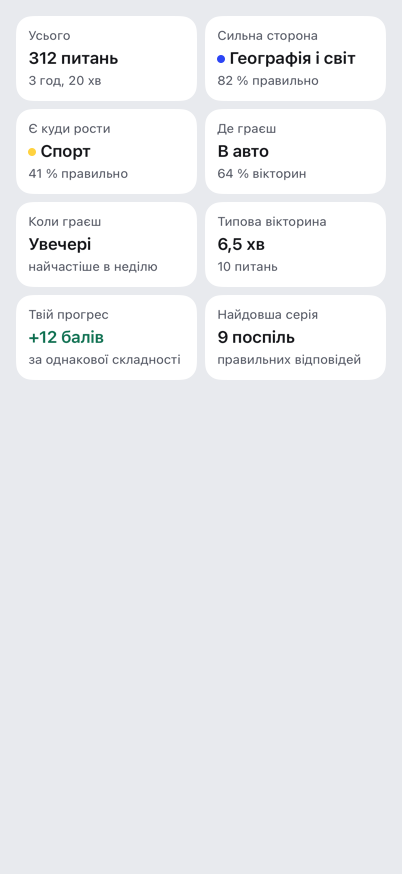 Усього
312 питань
3 год, 20 хв
Сильна сторона
Географія і світ
82 % правильно
Є куди рости
Спорт
41 % правильно
Де граєш
В авто
64 % вікторин
Коли граєш
Увечері
найчастіше в неділю
Типова вікторина
6,5 хв
10 питань
Твій прогрес
+12 балів
за однакової складності
Найдовша серія
9 поспіль
правильних відповідей